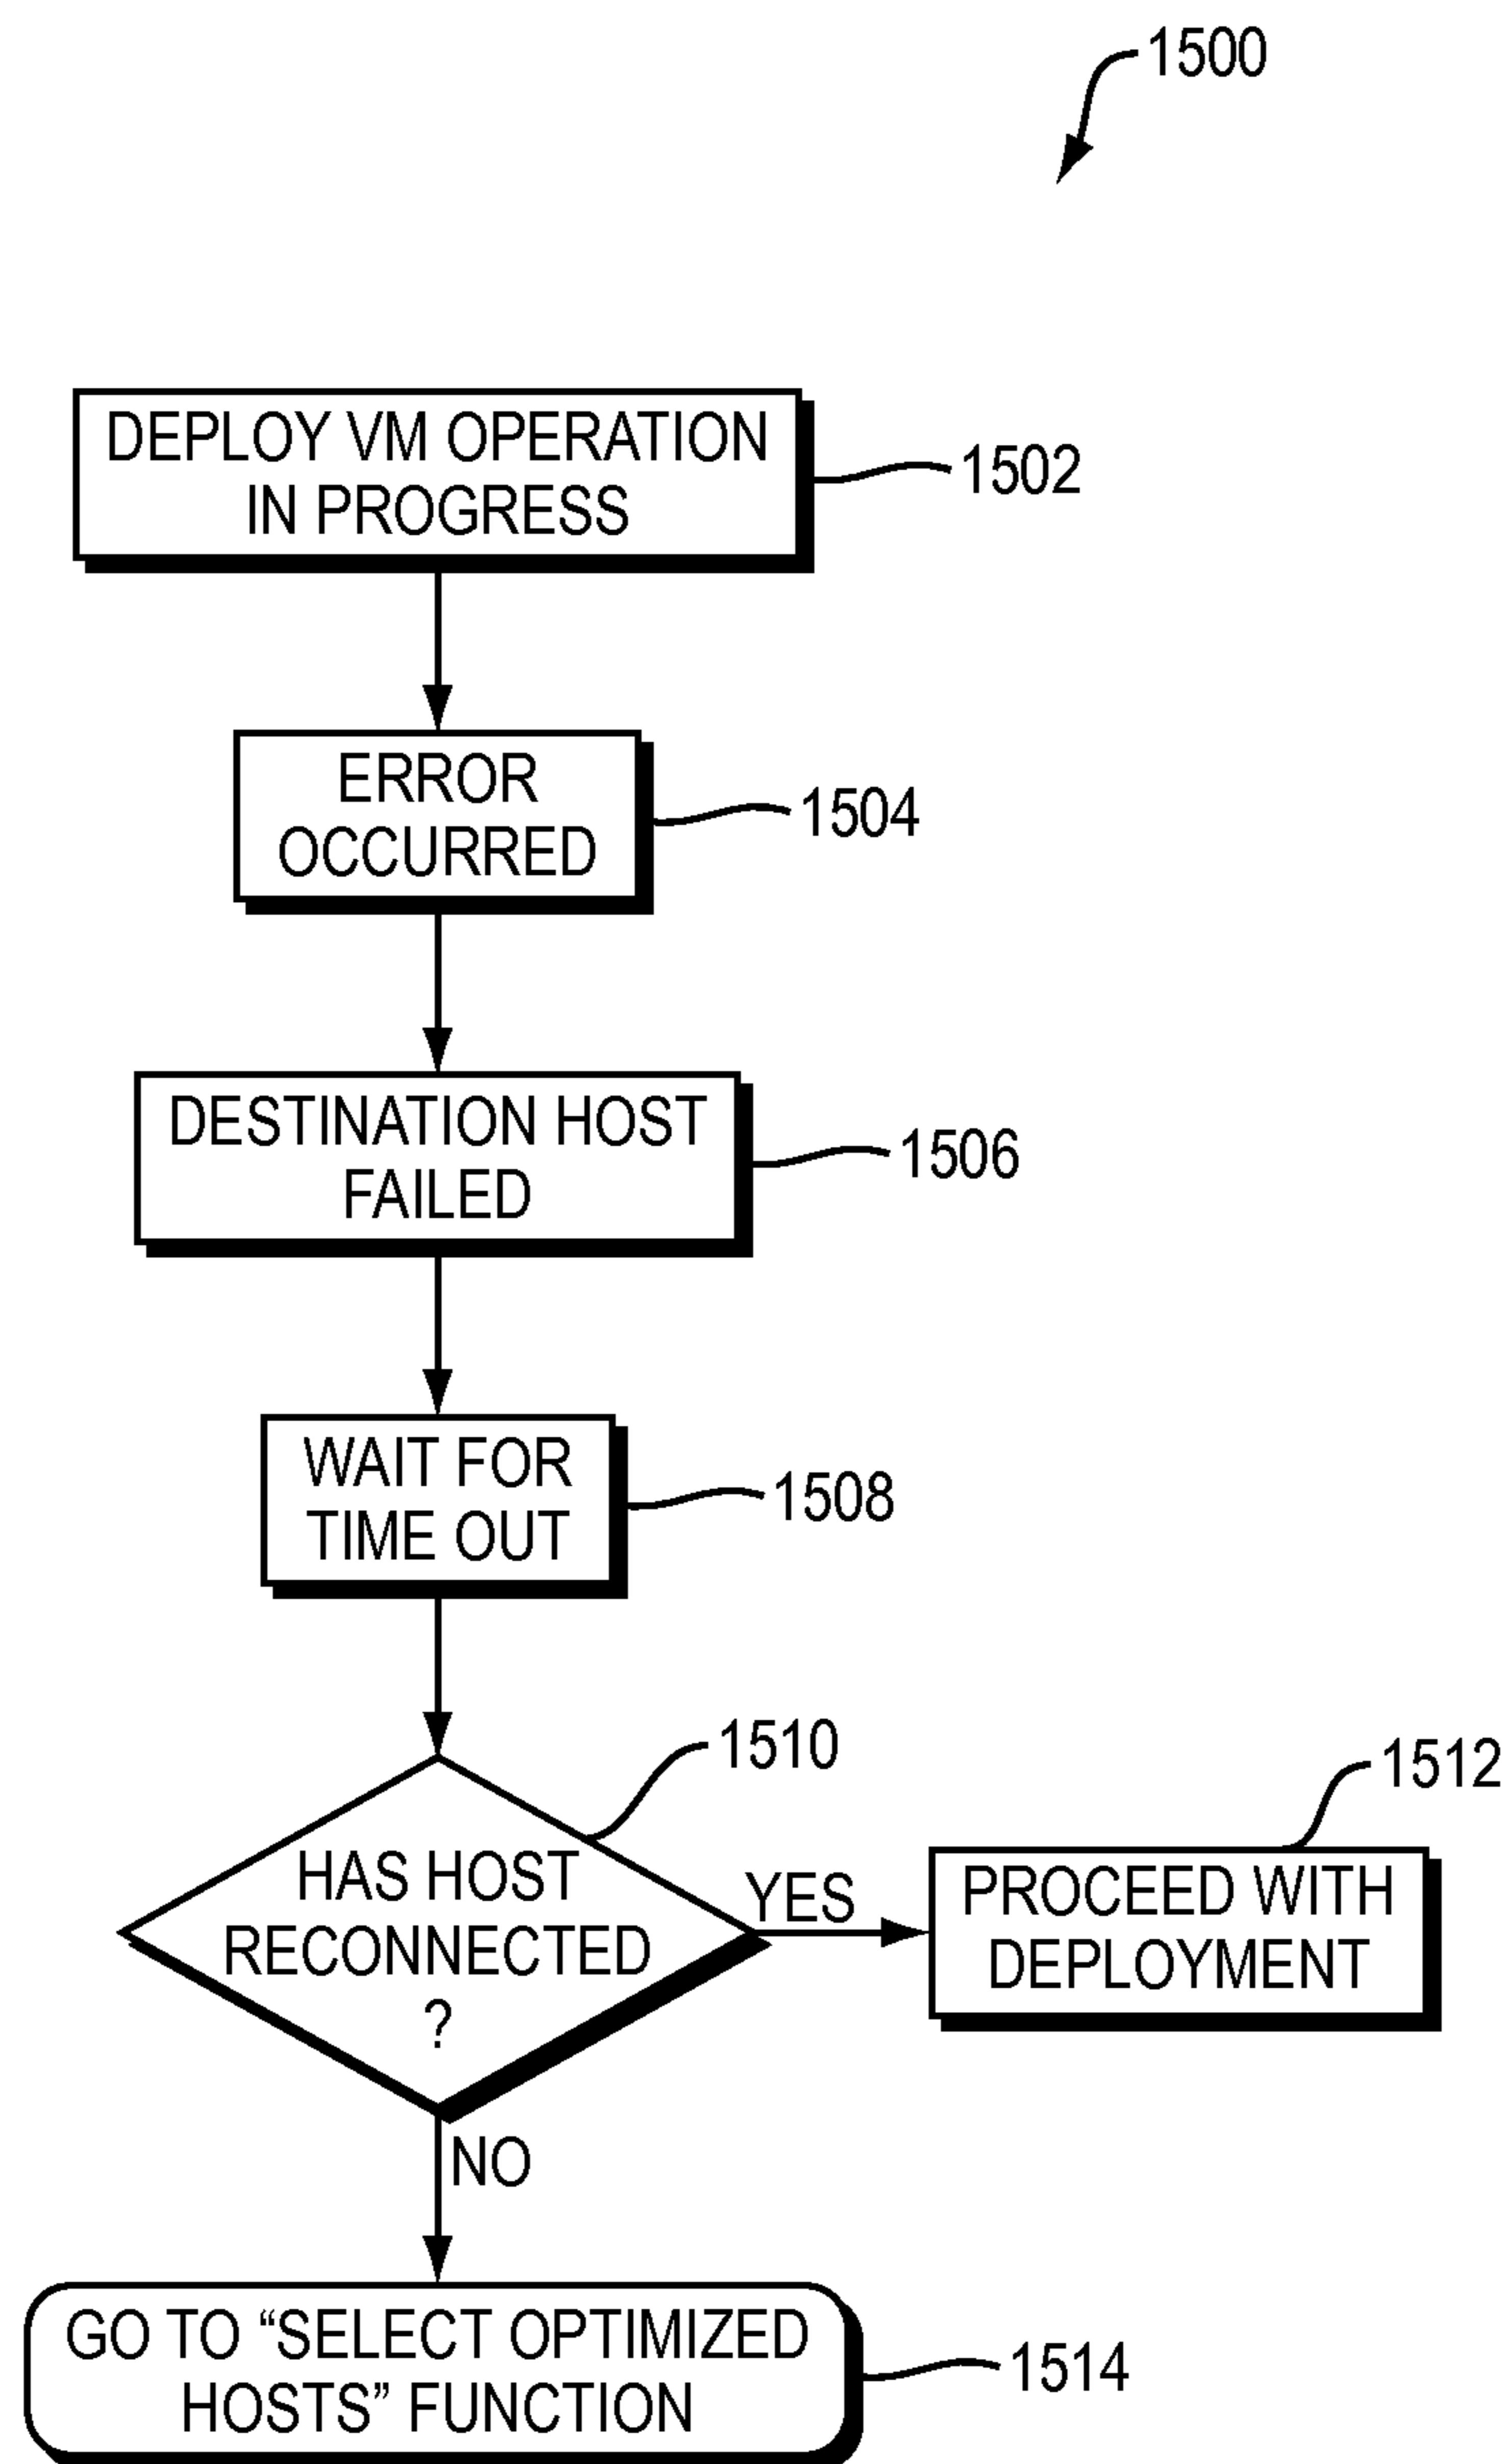 1500
DEPLOY VM OPERATION
IN PROGRESS
1502
ERROR
OCCURRED
1504
DESTINATION HOST
FAILED
1506
WAIT FOR
TIME OUT
1508
HAS HOST
RECONNECTED
?
1510
YES
PROCEED WITH
DEPLOYMENT
1512
NO
GO TO “SELECT OPTIMIZED
HOSTS” FUNCTION
1514